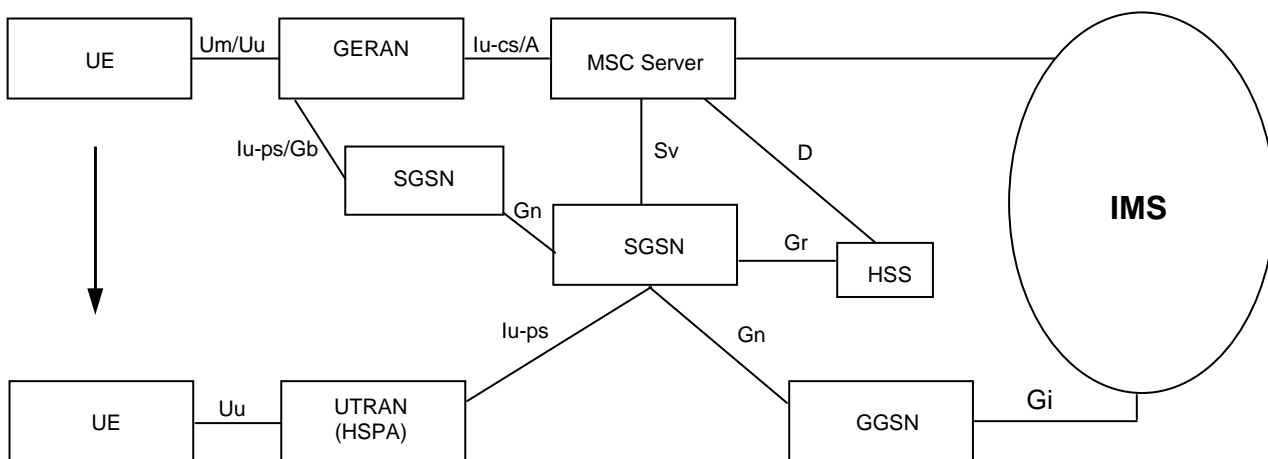 UE
Um/Uu
GERAN
Iu-cs/A
MSC Server
Iu-ps/Gb
SGSN
Sv
D
IMS
Gn
SGSN
Gr
HSS
Iu-ps
Gn
UE
Uu
UTRAN
(HSPA)
GGSN
Gi